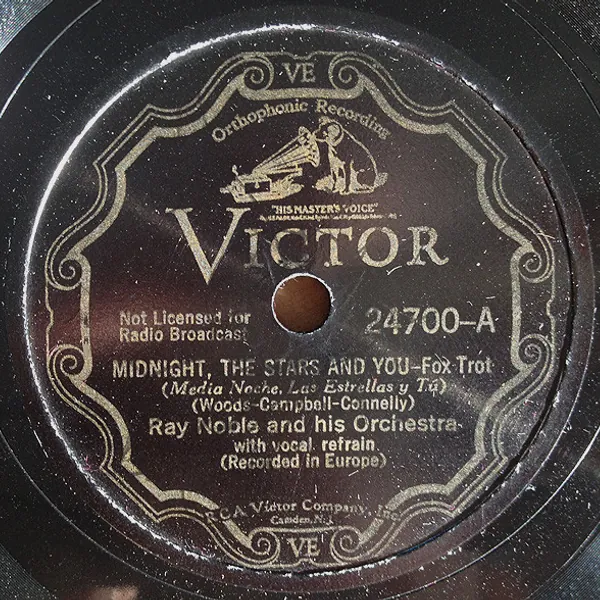 VE
Orthophonic Recording
"HIS MASTER'S VOICE"
VICTOR
Not Licensed for
Radio Broadcast
24700-A
MIDNIGHT, THE STARS AND YOU-Fox Trot
(Media Noche, Las Estrellas y Tú)
(Woods-Campbell-Connelly)
Ray Noble and his Orchestra
with vocal refrain
(Recorded in Europe)
RCA Victor Company, Inc.
Camden, N.J.
VE